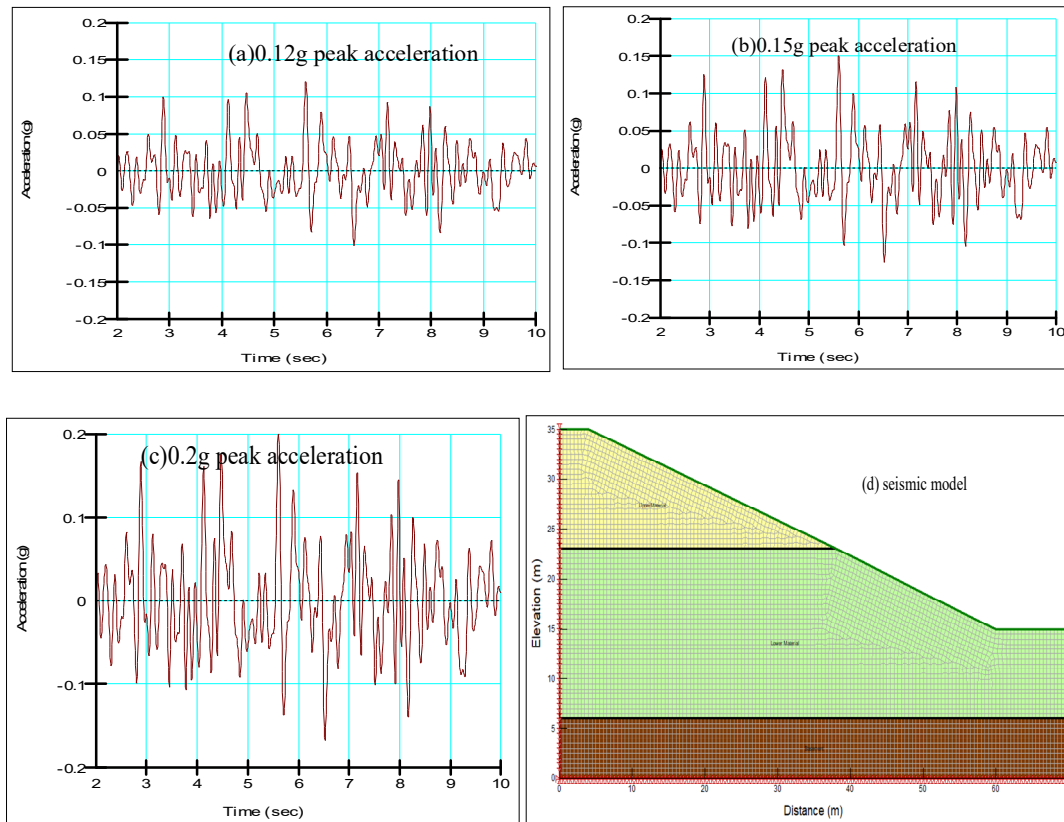 (a)0.12g peak acceleration
0.2
0.15
0.1
0.05
0
-0.05
-0.1
-0.15
-0.2
Acceleration (g)
2 3 4 5 6 7 8 9 10
Time (sec)
(b)0.15g peak acceleration
0.2
0.15
0.1
0.05
0
-0.05
-0.1
-0.15
-0.2
Acceleration (g)
2 3 4 5 6 7 8 9 10
Time (sec)
(c)0.2g peak acceleration
0.2
0.1
0
-0.1
-0.2
Acceleration (g)
2 3 4 5 6 7 8 9 10
Time (sec)
(d) seismic model
35
30
25
20
15
10
5
0
Elevation (m)
Upper Material
Lower Material
0 10 20 30 40 50 60
Distance (m)